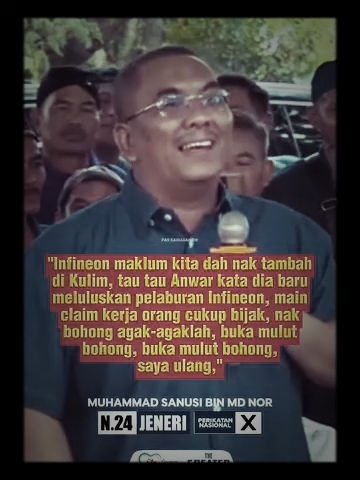 "Infineon maklum kita dah nak tambah
di Kulim, tau tau Anwar kata dia baru
meluluskan pelaburan Infineon, main
claim kerja orang cukup bijak, nak
bohong agak-agaklah, buka mulut
bohong, buka mulut bohong,
saya ulang,"
MUHAMMAD SANUSI BIN MD NOR
N.24 JENERI PERIKATAN NASIONAL X
THE